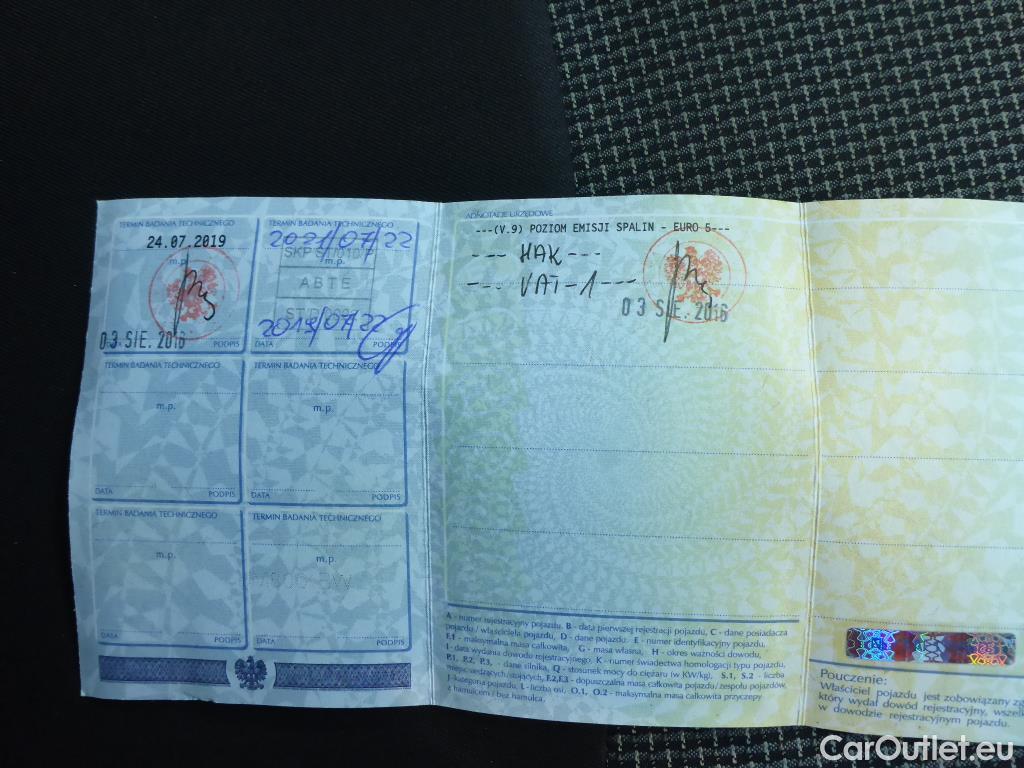 TERMIN BADANIA TECHNICZNEGO
24.07.2019
m.p.
03 SIE. 2016
PODPIS
TERMIN BADANIA TECHNICZNEGO
2021/07/22
m.p.
ABTE
2019/07/22
DATA
PODPIS
TERMIN BADANIA TECHNICZNEGO
m.p.
DATA
PODPIS
TERMIN BADANIA TECHNICZNEGO
m.p.
DATA
PODPIS
TERMIN BADANIA TECHNICZNEGO
m.p.
DATA
PODPIS
TERMIN BADANIA TECHNICZNEGO
m.p.
DATA
PODPIS
ADNOTACJE URZĘDOWE
---(V.9) POZIOM EMISJI SPALIN - EURO 5---
--- HAK ---
--- VAT-1 ---
03 SIE. 2016
A - numer rejestracyjny pojazdu, B - data pierwszej rejestracji pojazdu, C - dane posiadacza
pojazdu / właściciela pojazdu, D - dane pojazdu E - numer identyfikacyjny pojazdu,
F.1 - maksymalna masa całkowita, G - masa własna, H - okres ważności dowodu,
I - data wydania dowodu rejestracyjnego, K - numer świadectwa homologacji typu pojazdu,
P.1, P.2, P.3, - dane silnika, Q - stosunek mocy do ciężaru (w KW/kg), S.1, S.2 - liczba
miejsc siedzących/stojących, F.2,F.3 - dopuszczalna masa całkowita pojazdu/zespołu pojazdów,
J - kategoria pojazdu, L - liczba osi, O.1, O.2 - maksymalna masa całkowita przyczepy
z hamulcem / bez hamulca.
Pouczenie:
Właściciel pojazdu jest zobowiązany
który wydał dowód rejestracyjny,
w dowodzie rejestracyjnym pojazdu.
CarOutlet.eu